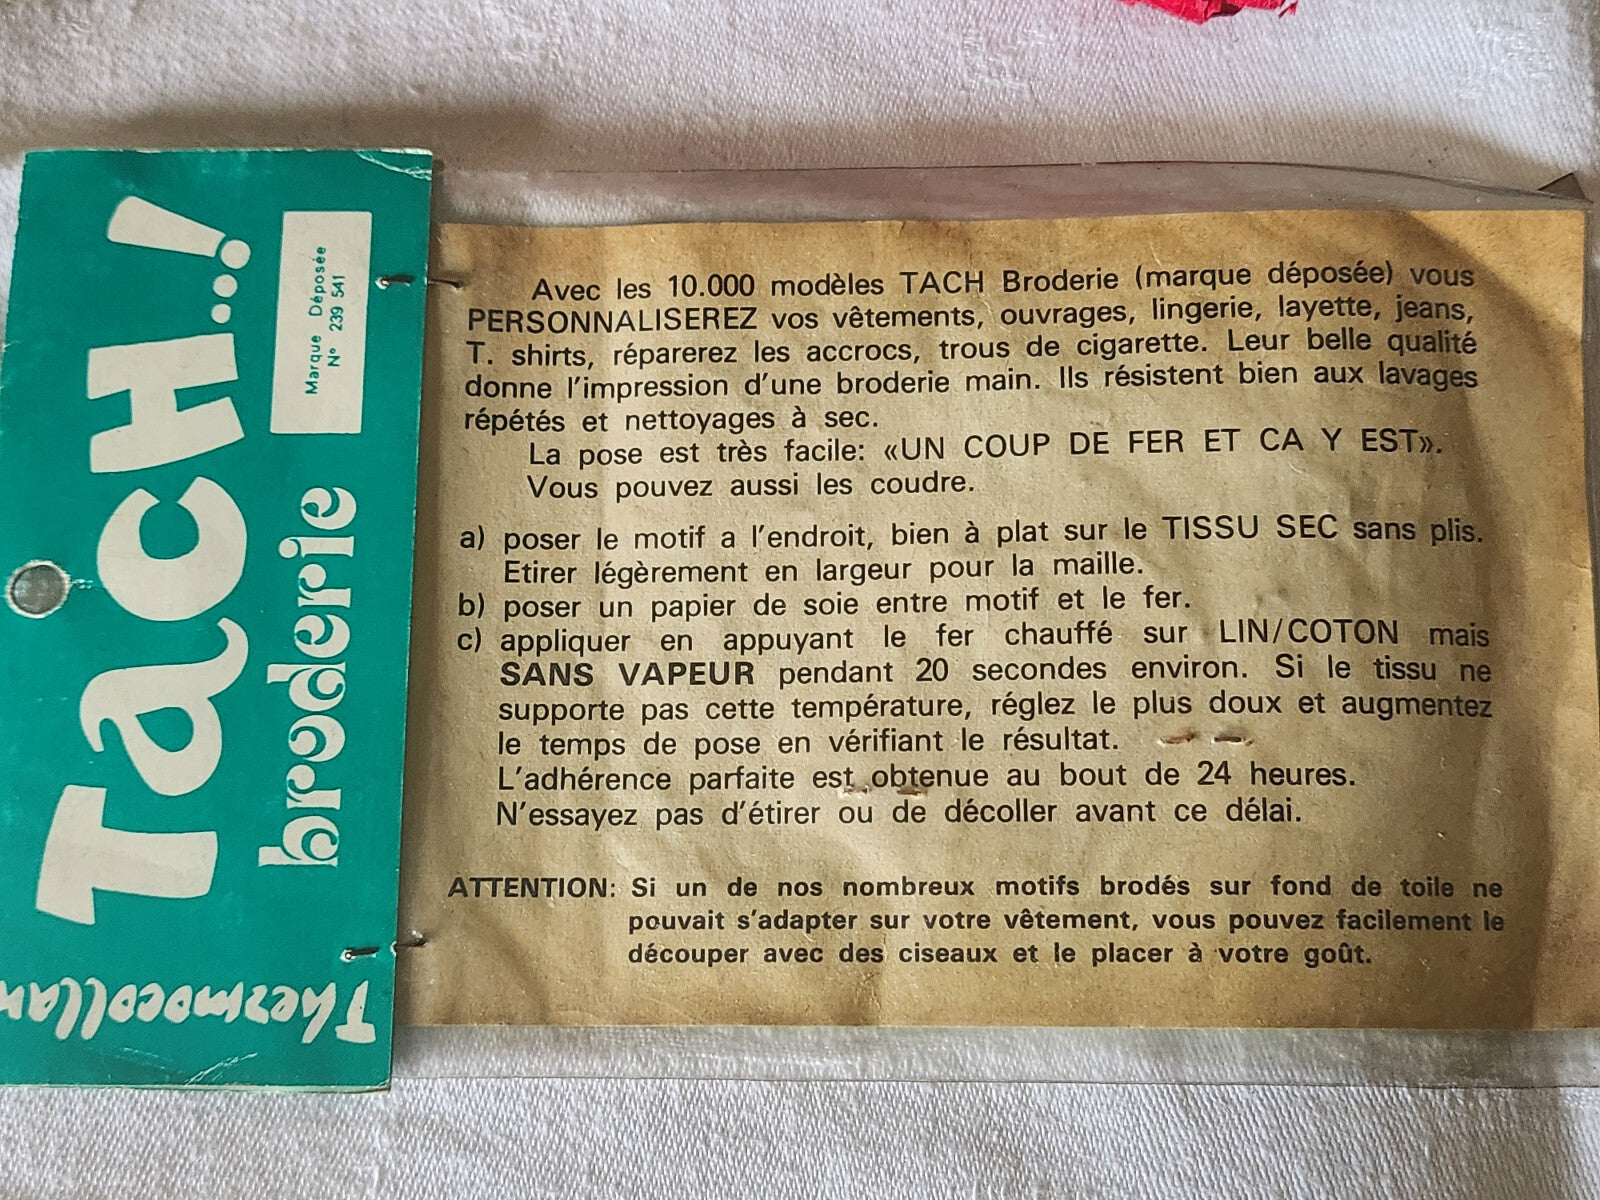 Tach..!
broderie
Marque Déposée
N° 239 541
Avec les 10.000 modèles TACH Broderie (marque déposée) vous
PERSONNALISEREZ vos vêtements, ouvrages, lingerie, layette, jeans,
T. shirts, réparerez les accrocs, trous de cigarette. Leur belle qualité
donne l'impression d'une broderie main. Ils résistent bien aux lavages
répétés et nettoyages à sec.
La pose est très facile: «UN COUP DE FER ET CA Y EST».
Vous pouvez aussi les coudre.
a) poser le motif a l'endroit, bien à plat sur le TISSU SEC sans plis.
Etirer légèrement en largeur pour la maille.
b) poser un papier de soie entre motif et le fer.
c) appliquer en appuyant le fer chauffé sur LIN/COTON mais
SANS VAPEUR pendant 20 secondes environ. Si le tissu ne
supporte pas cette température, réglez le plus doux et augmentez
le temps de pose en vérifiant le résultat.
L'adhérence parfaite est obtenue au bout de 24 heures.
N'essayez pas d'étirer ou de décoller avant ce délai.
ATTENTION: Si un de nos nombreux motifs brodés sur fond de toile ne
pouvait s'adapter sur votre vêtement, vous pouvez facilement le
découper avec des ciseaux et le placer à votre goût.